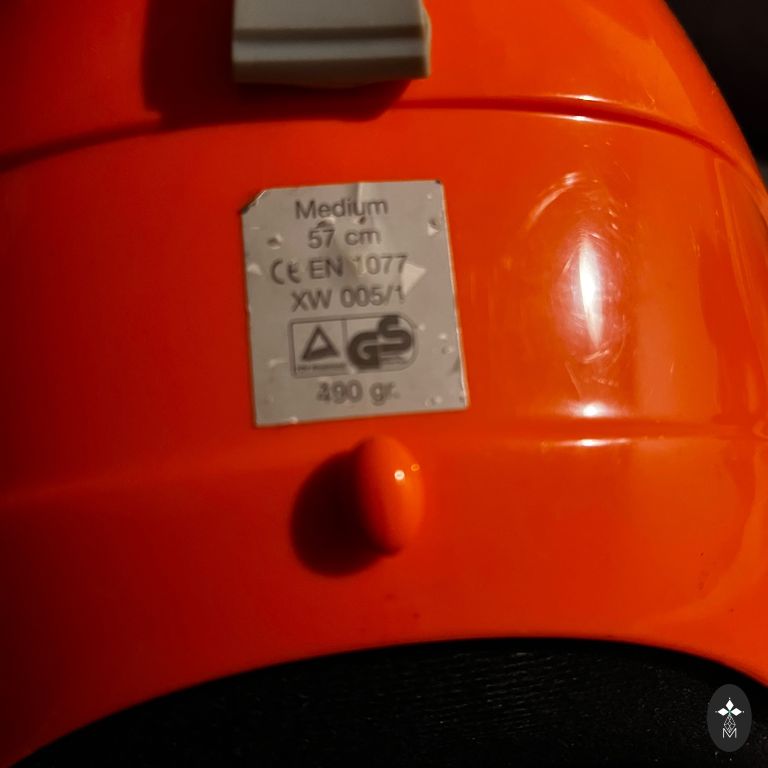 Medium
57 cm
CE EN 1077
XW 005/1
GS
490 gr.
M